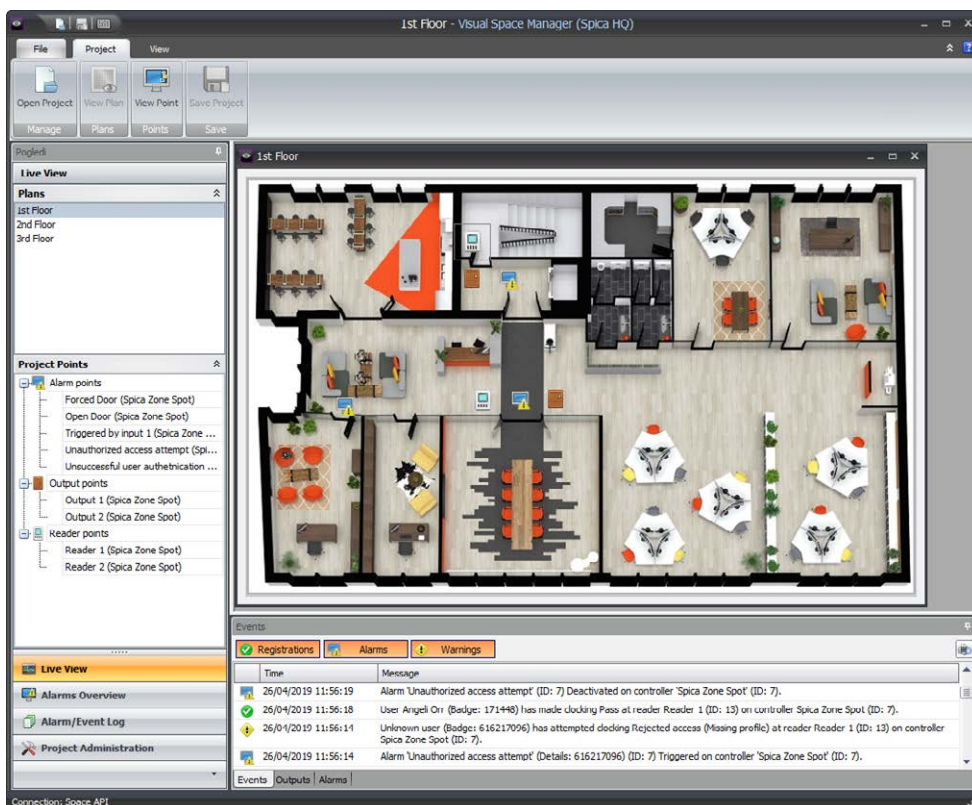 1st Floor - Visual Space Manager (Spica HQ)
File Project View
Open Project View Plan View Point Save Project
Manage Plans Points Save
Pogledi
Live View
Plans
1st Floor
2nd Floor
3rd Floor
Project Points
Alarm points
Forced Door (Spica Zone Spot)
Open Door (Spica Zone Spot)
Triggered by input 1 (Spica Zone ...
Unauthorized access attempt (Spi...
Unsuccessful user authetnication ...
Output points
Output 1 (Spica Zone Spot)
Output 2 (Spica Zone Spot)
Reader points
Reader 1 (Spica Zone Spot)
Reader 2 (Spica Zone Spot)
Live View
Alarms Overview
Alarm/Event Log
Project Administration
1st Floor
Events
Registrations Alarms Warnings
Time Message
26/04/2019 11:56:19 Alarm 'Unauthorized access attempt' (ID: 7) Deactivated on controller 'Spica Zone Spot' (ID: 7).
26/04/2019 11:56:18 User Angeli Orr (Badge: 171448) has made clocking Pass at reader Reader 1 (ID: 13) on controller Spica Zone Spot (ID: 7).
26/04/2019 11:56:14 Unknown user (Badge: 616217096) has attempted clocking Rejected access (Missing profile) at reader Reader 1 (ID: 13) on controller
Spica Zone Spot (ID: 7).
26/04/2019 11:56:14 Alarm 'Unauthorized access attempt' (Details: 616217096) (ID: 7) Triggered on controller 'Spica Zone Spot' (ID: 7).
Events Outputs Alarms
Connection: Space API